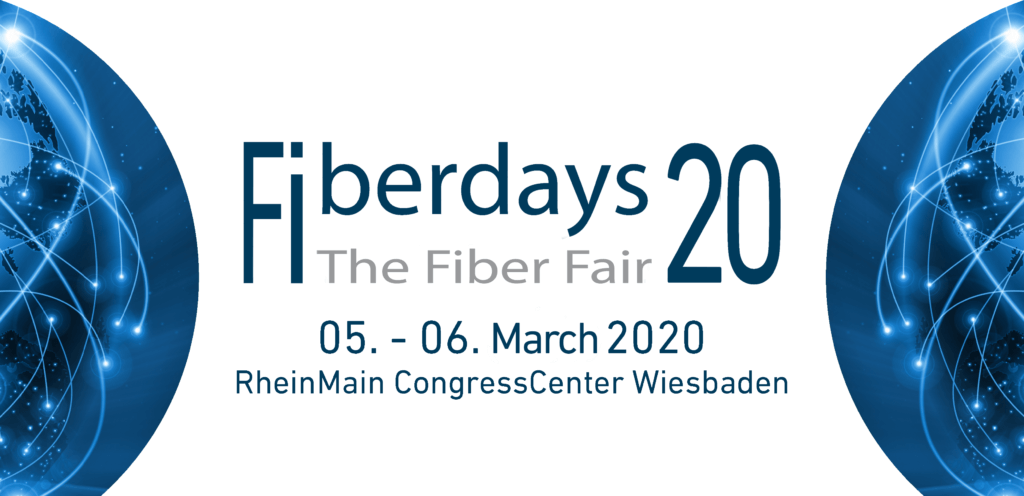 Fiberdays 20
The Fiber Fair
05. - 06. March 2020
RheinMain CongressCenter Wiesbaden